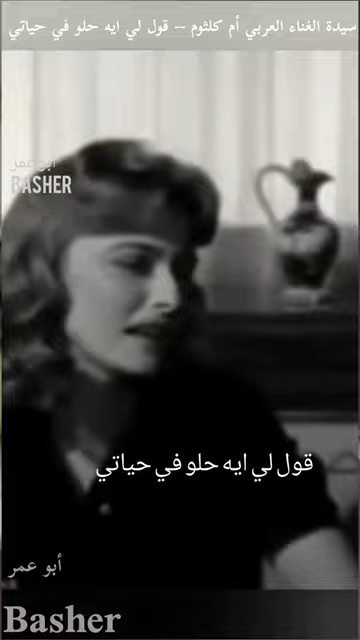 سيدة الغناء العربي أم كلثوم – قول لي ايه حلو في حياتي
أبو عمر
BASHER
قول لي ايه حلو في حياتي
أبو عمر
Basher